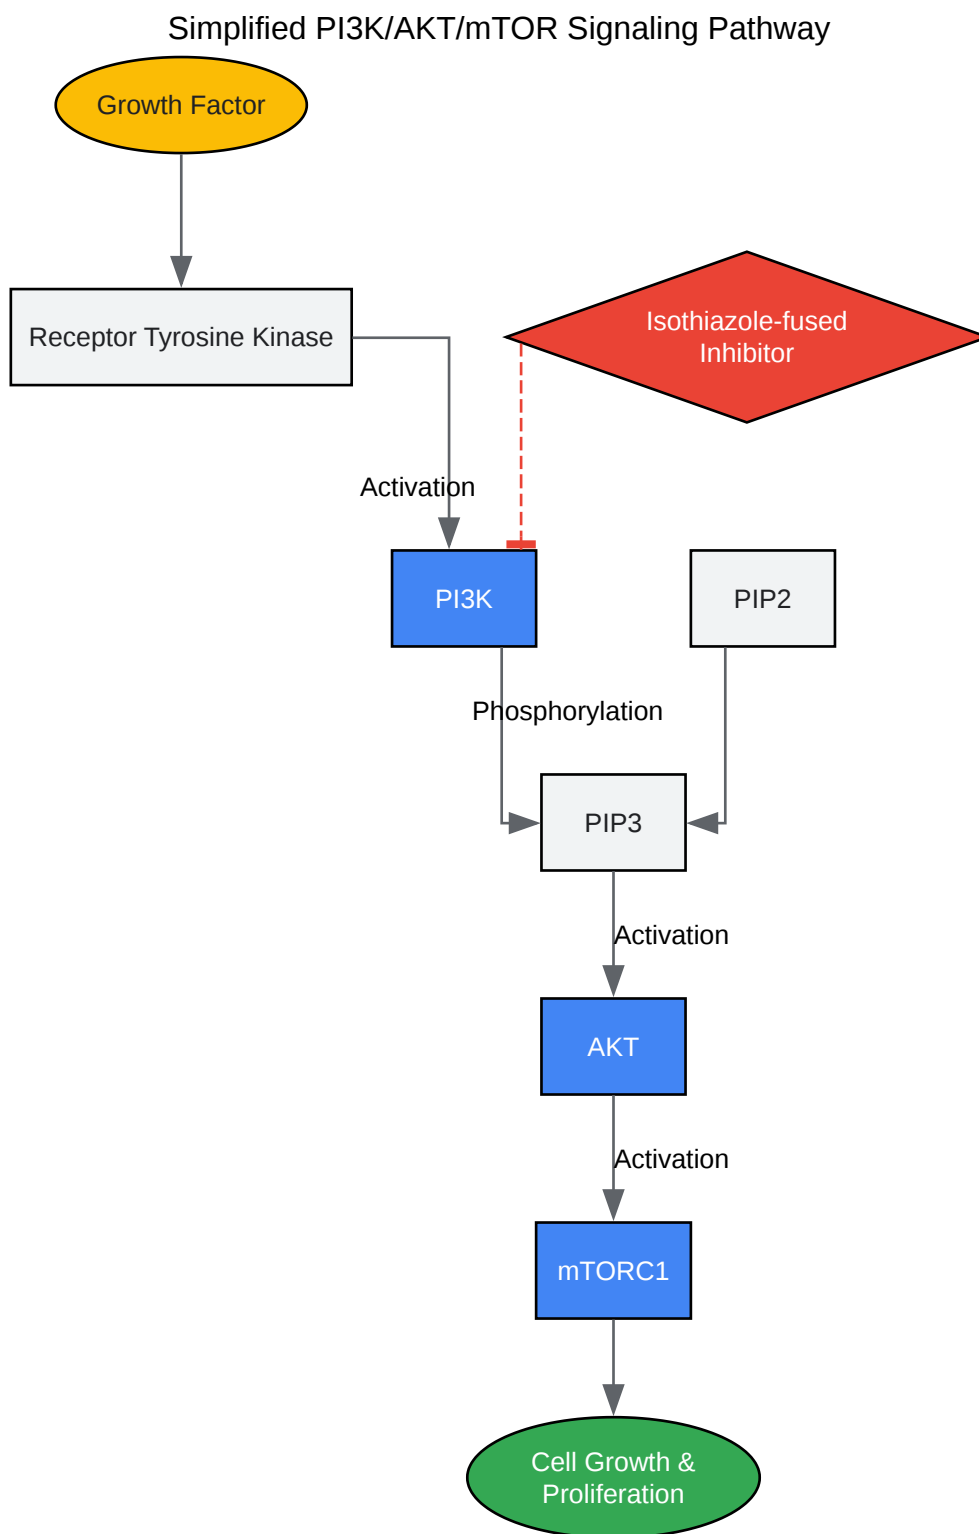 Simplified PI3K/AKT/mTOR Signaling Pathway
Growth Factor
Receptor Tyrosine Kinase
Isothiazole-fused
Inhibitor
Activation
PI3K
PIP2
Phosphorylation
PIP3
Activation
AKT
Activation
mTORC1
Cell Growth &
Proliferation